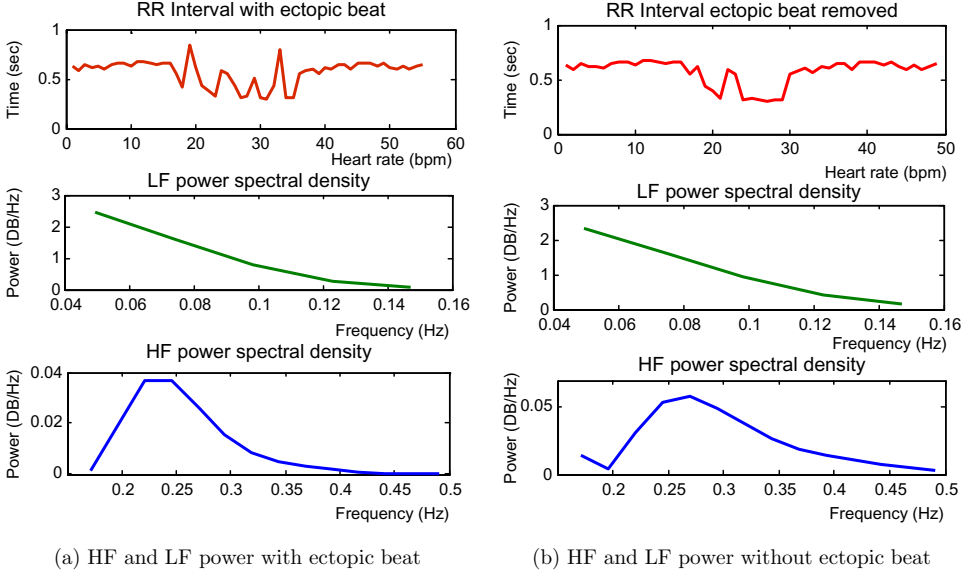 RR Interval with ectopic beat
1
0.5
0
Time (sec)
0 10 20 30 40 50 60
Heart rate (bpm)
LF power spectral density
3
2
1
0
Power (DB/Hz)
0.04 0.06 0.08 0.1 0.12 0.14 0.16
Frequency (Hz)
HF power spectral density
0.04
0.02
0
Power (DB/Hz)
0.2 0.25 0.3 0.35 0.4 0.45 0.5
Frequency (Hz)
(a) HF and LF power with ectopic beat
RR Interval ectopic beat removed
1
0.5
0
Time (sec)
0 10 20 30 40 50
Heart rate (bpm)
LF power spectral density
3
2
1
0
Power (DB/Hz)
0.04 0.06 0.08 0.1 0.12 0.14 0.16
Frequency (Hz)
HF power spectral density
0.05
0
Power (DB/Hz)
0.2 0.25 0.3 0.35 0.4 0.45 0.5
Frequency (Hz)
(b) HF and LF power without ectopic beat